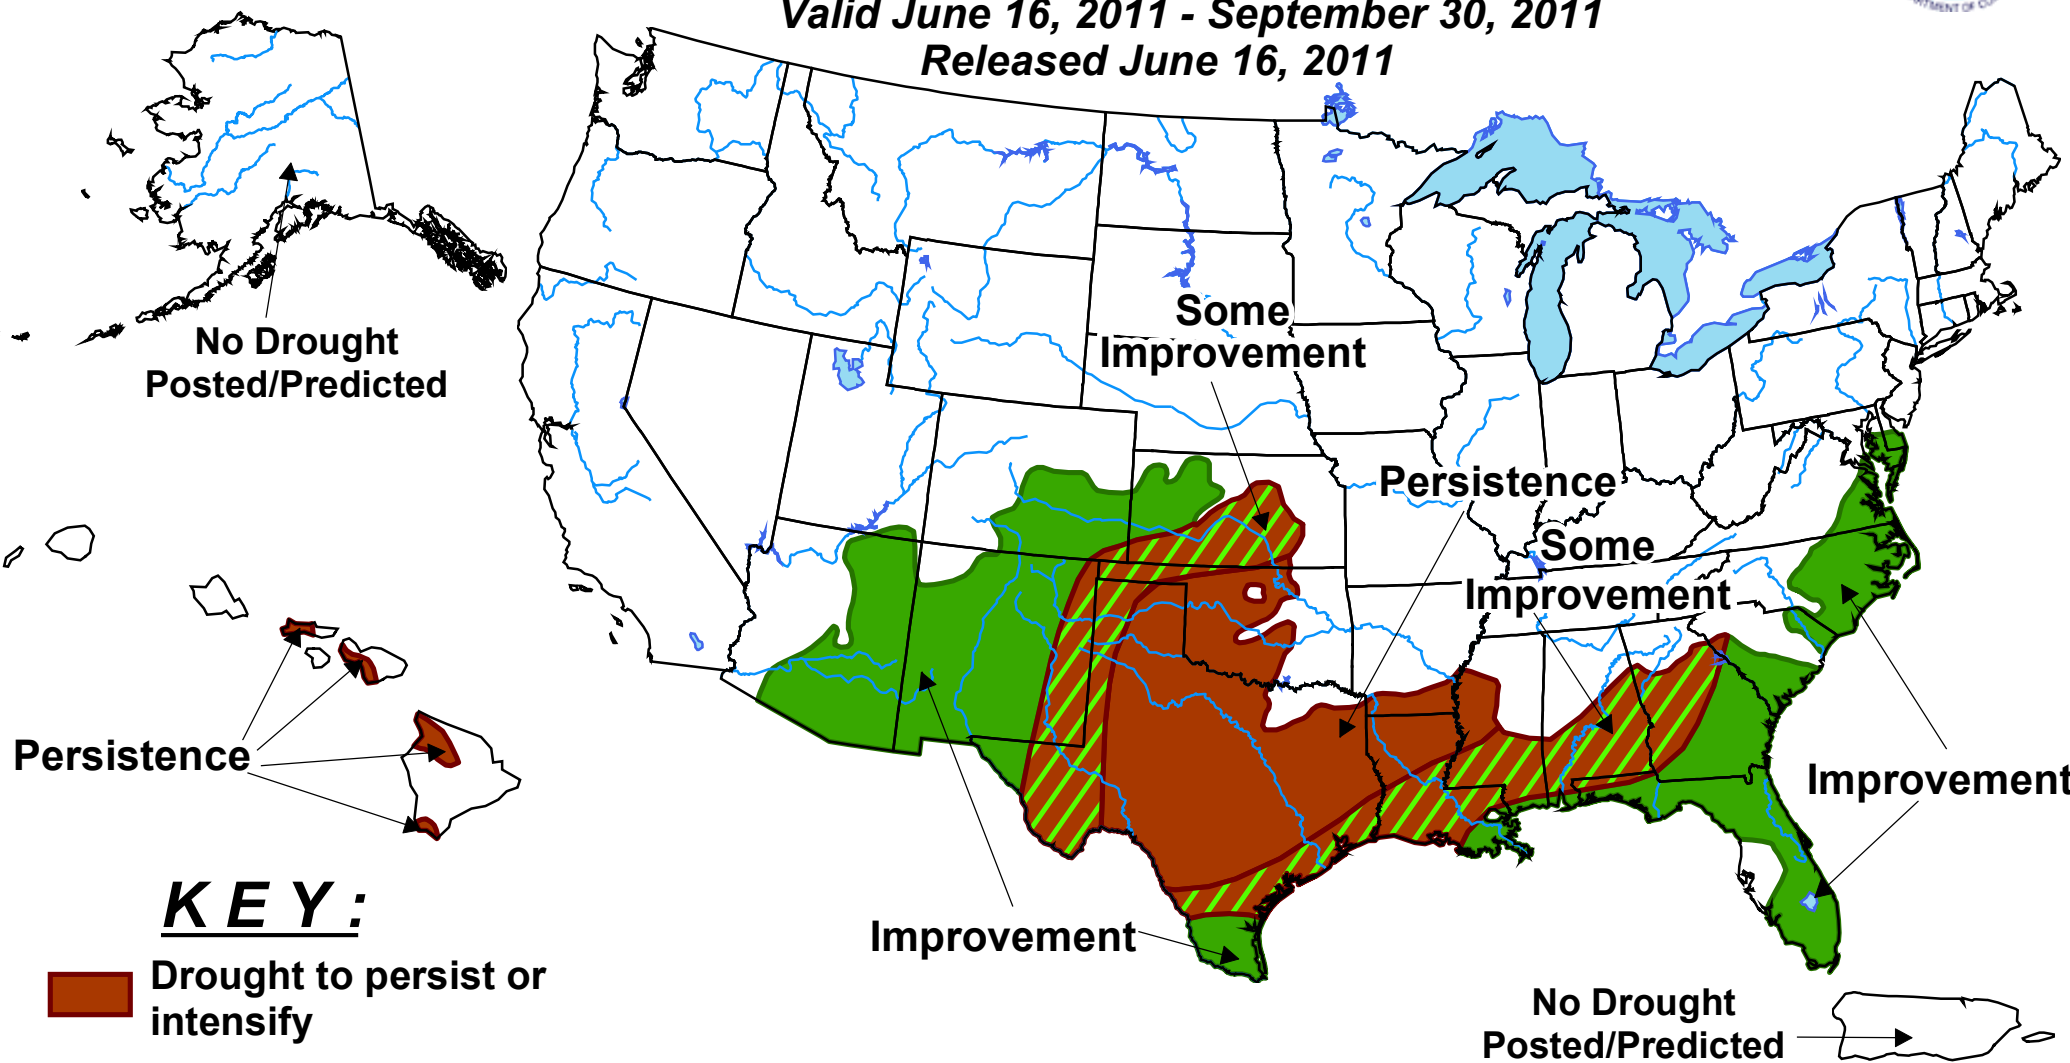 Valid June 16, 2011 - September 30, 2011
Released June 16, 2011
No Drought
Posted/Predicted
Some
Improvement
Persistence
Some
Improvement
Persistence
Improvement
Improvement
KEY:
Drought to persist or
intensify
No Drought
Posted/Predicted